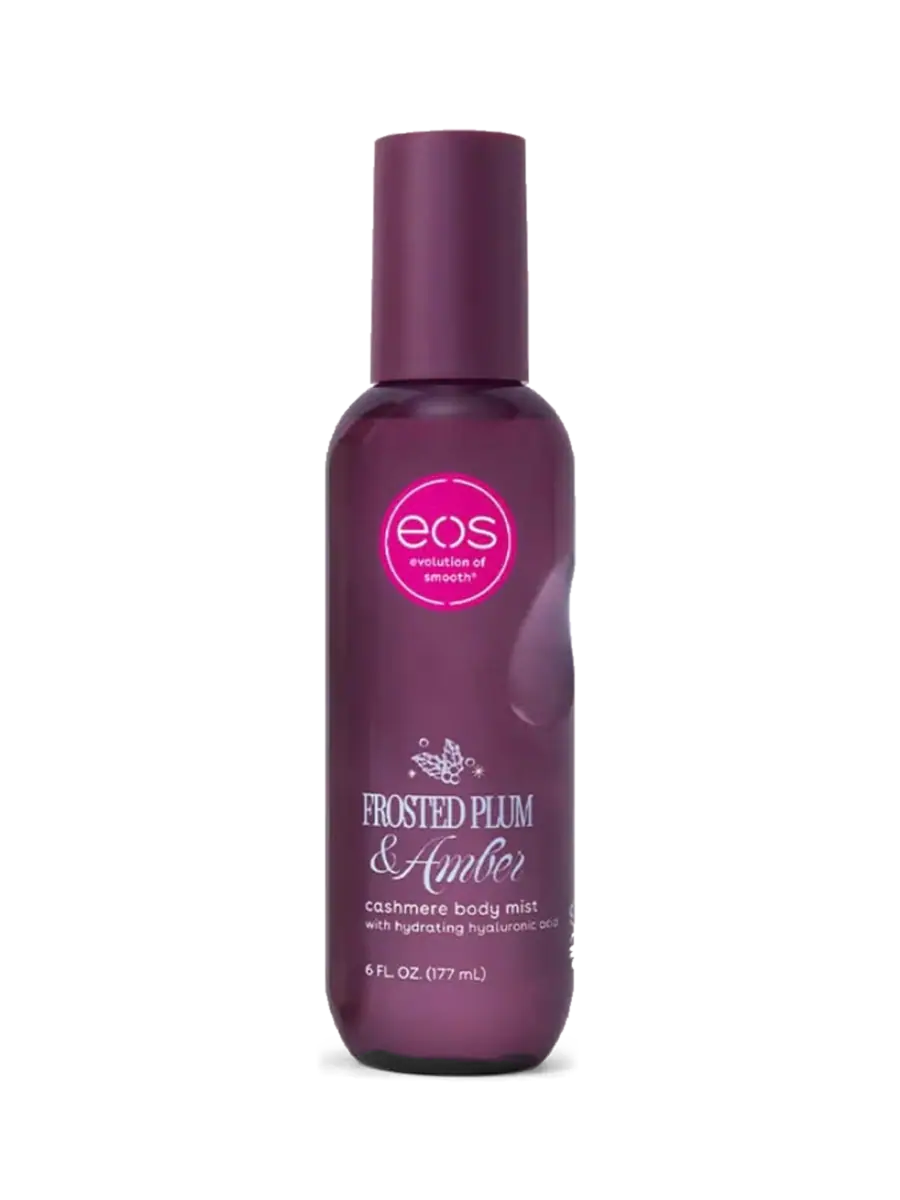 eos
evolution of
smooth®
FROSTED PLUM
& Amber
cashmere body mist
with hydrating hyaluronic acid
6 FL. OZ. (177 mL)